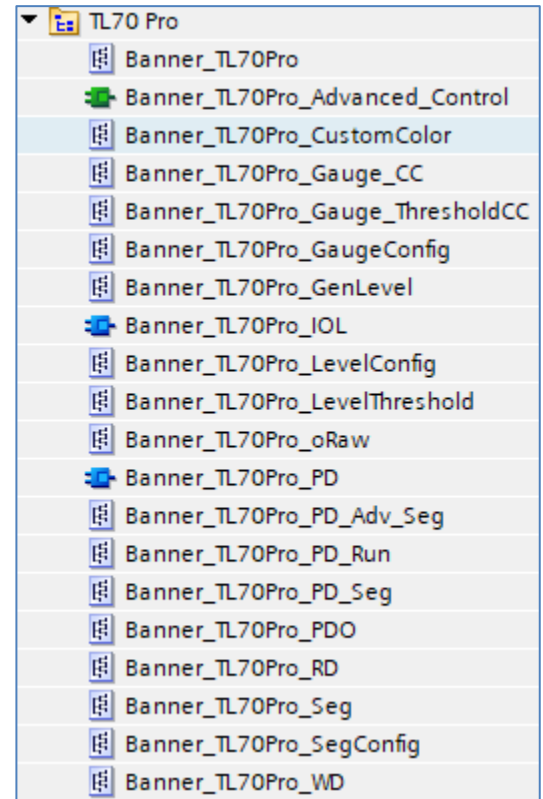 TL70 Pro
Banner_TL70Pro
Banner_TL70Pro_Advanced_Control
Banner_TL70Pro_CustomColor
Banner_TL70Pro_Gauge_CC
Banner_TL70Pro_Gauge_ThresholdCC
Banner_TL70Pro_GaugeConfig
Banner_TL70Pro_GenLevel
Banner_TL70Pro_IOL
Banner_TL70Pro_LevelConfig
Banner_TL70Pro_LevelThreshold
Banner_TL70Pro_oRaw
Banner_TL70Pro_PD
Banner_TL70Pro_PD_Adv_Seg
Banner_TL70Pro_PD_Run
Banner_TL70Pro_PD_Seg
Banner_TL70Pro_PDO
Banner_TL70Pro_RD
Banner_TL70Pro_Seg
Banner_TL70Pro_SegConfig
Banner_TL70Pro_WD